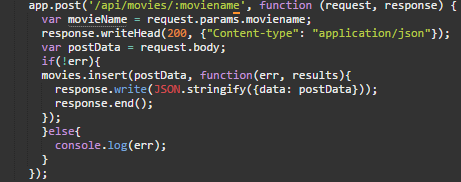 app.post('/api/movies/:moviename', function (request, response) {
var movieName = request.params.moviename;
response.writeHead(200, {"Content-type": "application/json"});
var postData = request.body;
if(!err){
movies.insert(postData, function(err, results){
response.write(JSON.stringify({data: postData}));
response.end();
});
}else{
console.log(err);
}
});